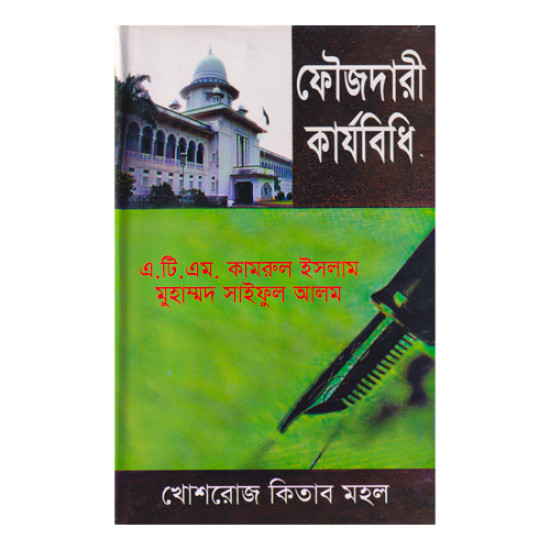 ফৌজদারী
কার্যবিধি
এ.টি.এম. কামরুল ইসলাম
মুহাম্মদ সাইফুল আলম
খোশরোজ কিতাব মহল